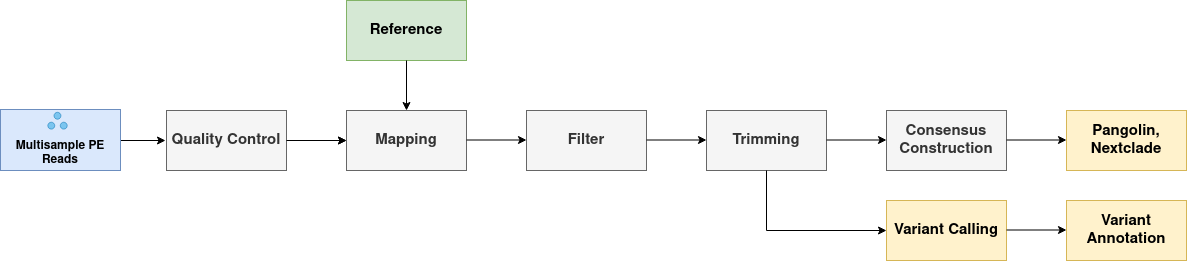 Reference
Multisample PE
Reads
Quality Control
Mapping
Filter
Trimming
Consensus
Construction
Pangolin,
Nextclade
Variant Calling
Variant
Annotation